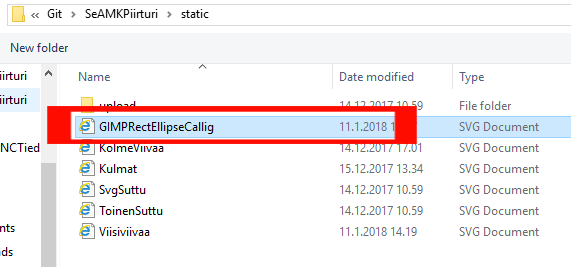 « Git > SeAMKPiirturi > static
New folder
Name Date modified Type
iirturi upload 14.12.2017 10.59 File folder
iirturi GIMPRectEllipseCallig 11.1.2018 1 SVG Document
NCTied KolmeViivaa 14.12.2017 17.01 SVG Document
Kulmat 15.12.2017 13.34 SVG Document
SvgSuttu 14.12.2017 10.59 SVG Document
ToinenSuttu 14.12.2017 10.59 SVG Document
nts Viisiviivaa 11.1.2018 14.19 SVG Document
ds